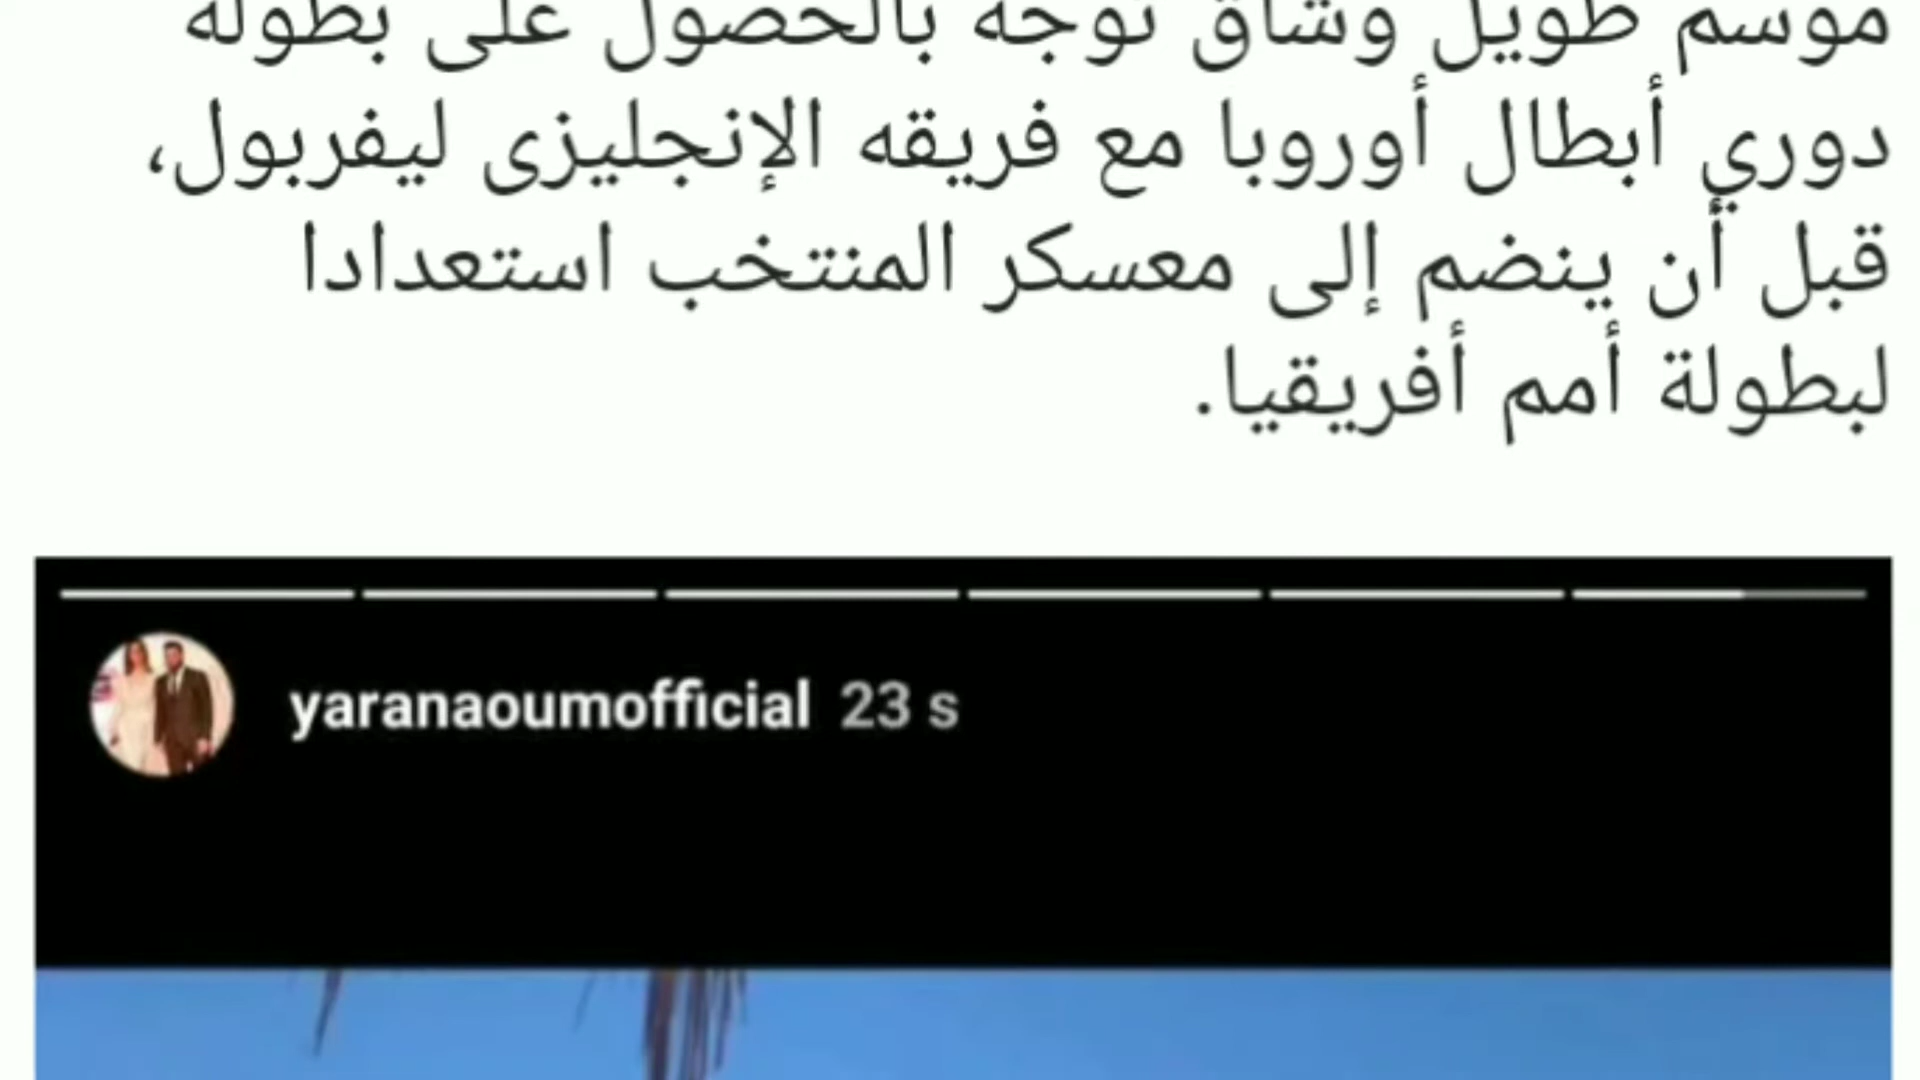 موسم طويل وشاق توجه بالحصول على بطولة
دوري أبطال أوروبا مع فريقه الإنجليزى ليفربول،
قبل أن ينضم إلى معسكر المنتخب استعدادا
لبطولة أمم أفريقيا.
yaranaoumofficial 23 s